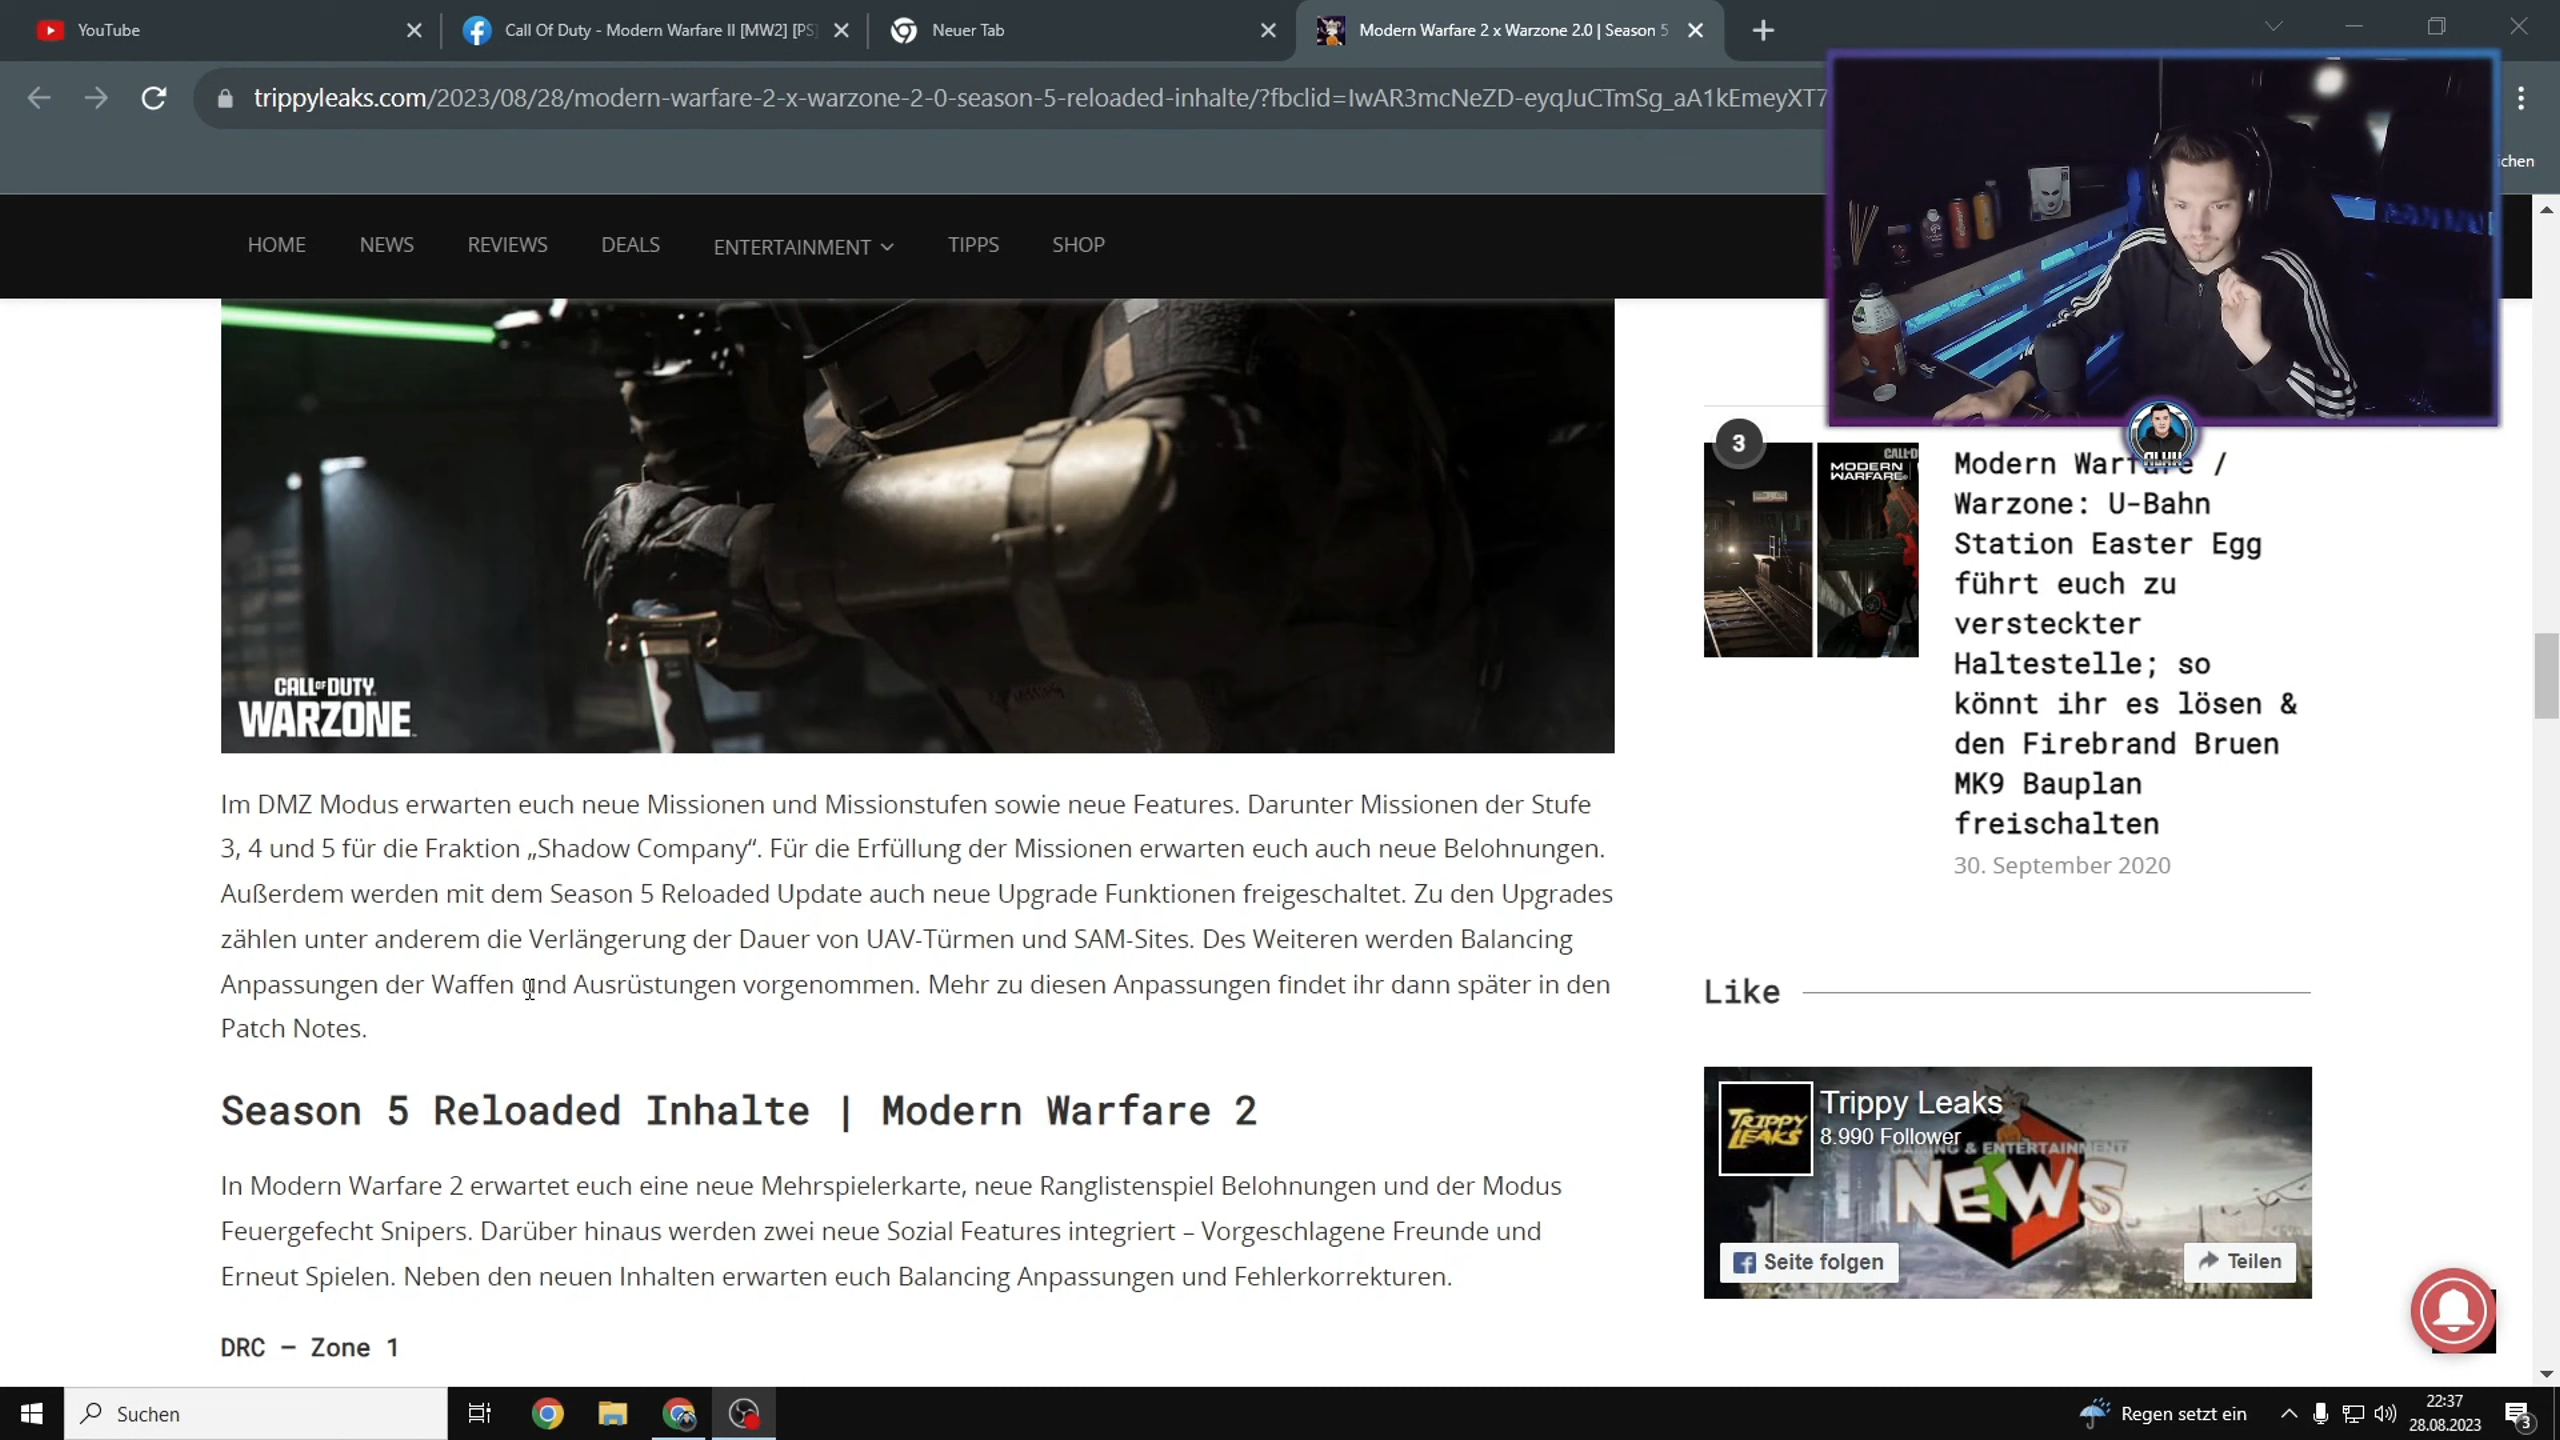 YouTube
Call Of Duty - Modern Warfare II [MW2] [PS
Neuer Tab
Modern Warfare 2 x Warzone 2.0 | Season 5
trippyleaks.com/2023/08/28/modern-warfare-2-x-warzone-2-0-season-5-reloaded-inhalte/?fbclid=IwAR3mcNeZD-eyqJuCTmSg_aA1kEmeyXT7
ichen
HOME
NEWS
REVIEWS
DEALS
ENTERTAINMENT
TIPPS
SHOP
CALL OF DUTY
WARZONE
Im DMZ Modus erwarten euch neue Missionen und Missionstufen sowie neue Features. Darunter Missionen der Stufe
3, 4 und 5 für die Fraktion „Shadow Company“. Für die Erfüllung der Missionen erwarten euch auch neue Belohnungen.
Außerdem werden mit dem Season 5 Reloaded Update auch neue Upgrade Funktionen freigeschaltet. Zu den Upgrades
zählen unter anderem die Verlängerung der Dauer von UAV-Türmen und SAM-Sites. Des Weiteren werden Balancing
Anpassungen der Waffen und Ausrüstungen vorgenommen. Mehr zu diesen Anpassungen findet ihr dann später in den
Patch Notes.
Season 5 Reloaded Inhalte | Modern Warfare 2
In Modern Warfare 2 erwartet euch eine neue Mehrspielerkarte, neue Ranglistenspiel Belohnungen und der Modus
Feuergefecht Snipers. Darüber hinaus werden zwei neue Sozial Features integriert – Vorgeschlagene Freunde und
Erneut Spielen. Neben den neuen Inhalten erwarten euch Balancing Anpassungen und Fehlerkorrekturen.
DRC – Zone 1
3
MODERN
WARFARE
Modern Warfare /
Warzone: U-Bahn
Station Easter Egg
führt euch zu
versteckter
Haltestelle; so
könnt ihr es lösen &
den Firebrand Bruen
MK9 Bauplan
freischalten
30. September 2020
Like
TRIPPY
LEAKS
Trippy Leaks
8.990 Follower
GAMING & ENTERTAINMENT
NEWS
Seite folgen
Teilen
Suchen
Regen setzt ein
22:37
28.08.2023
3